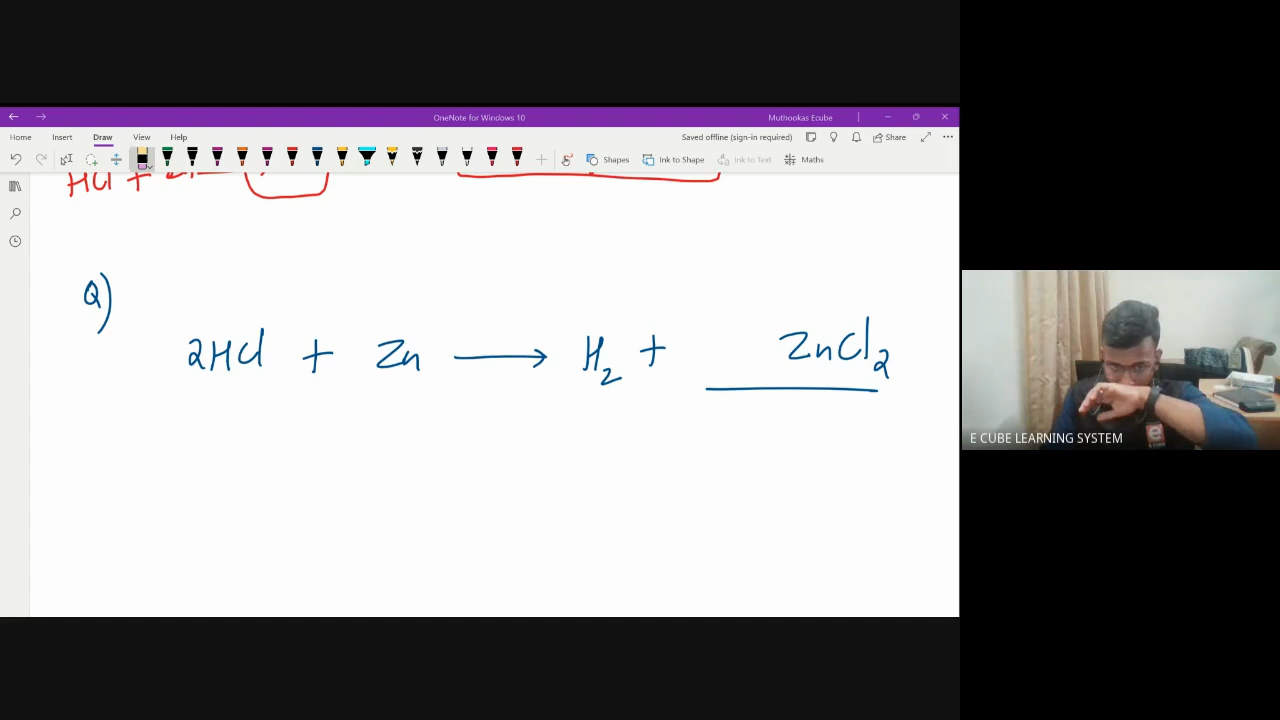 OneNote for Windows 10
Muthookas Ecube
Home Insert Draw View Help
Saved offline (sign-in required)
Share
Shapes
Ink to Shape
Ink to Text
Maths
HCl +
Q)
2HCl + Zn → H₂ + ZnCl₂
E CUBE LEARNING SYSTEM